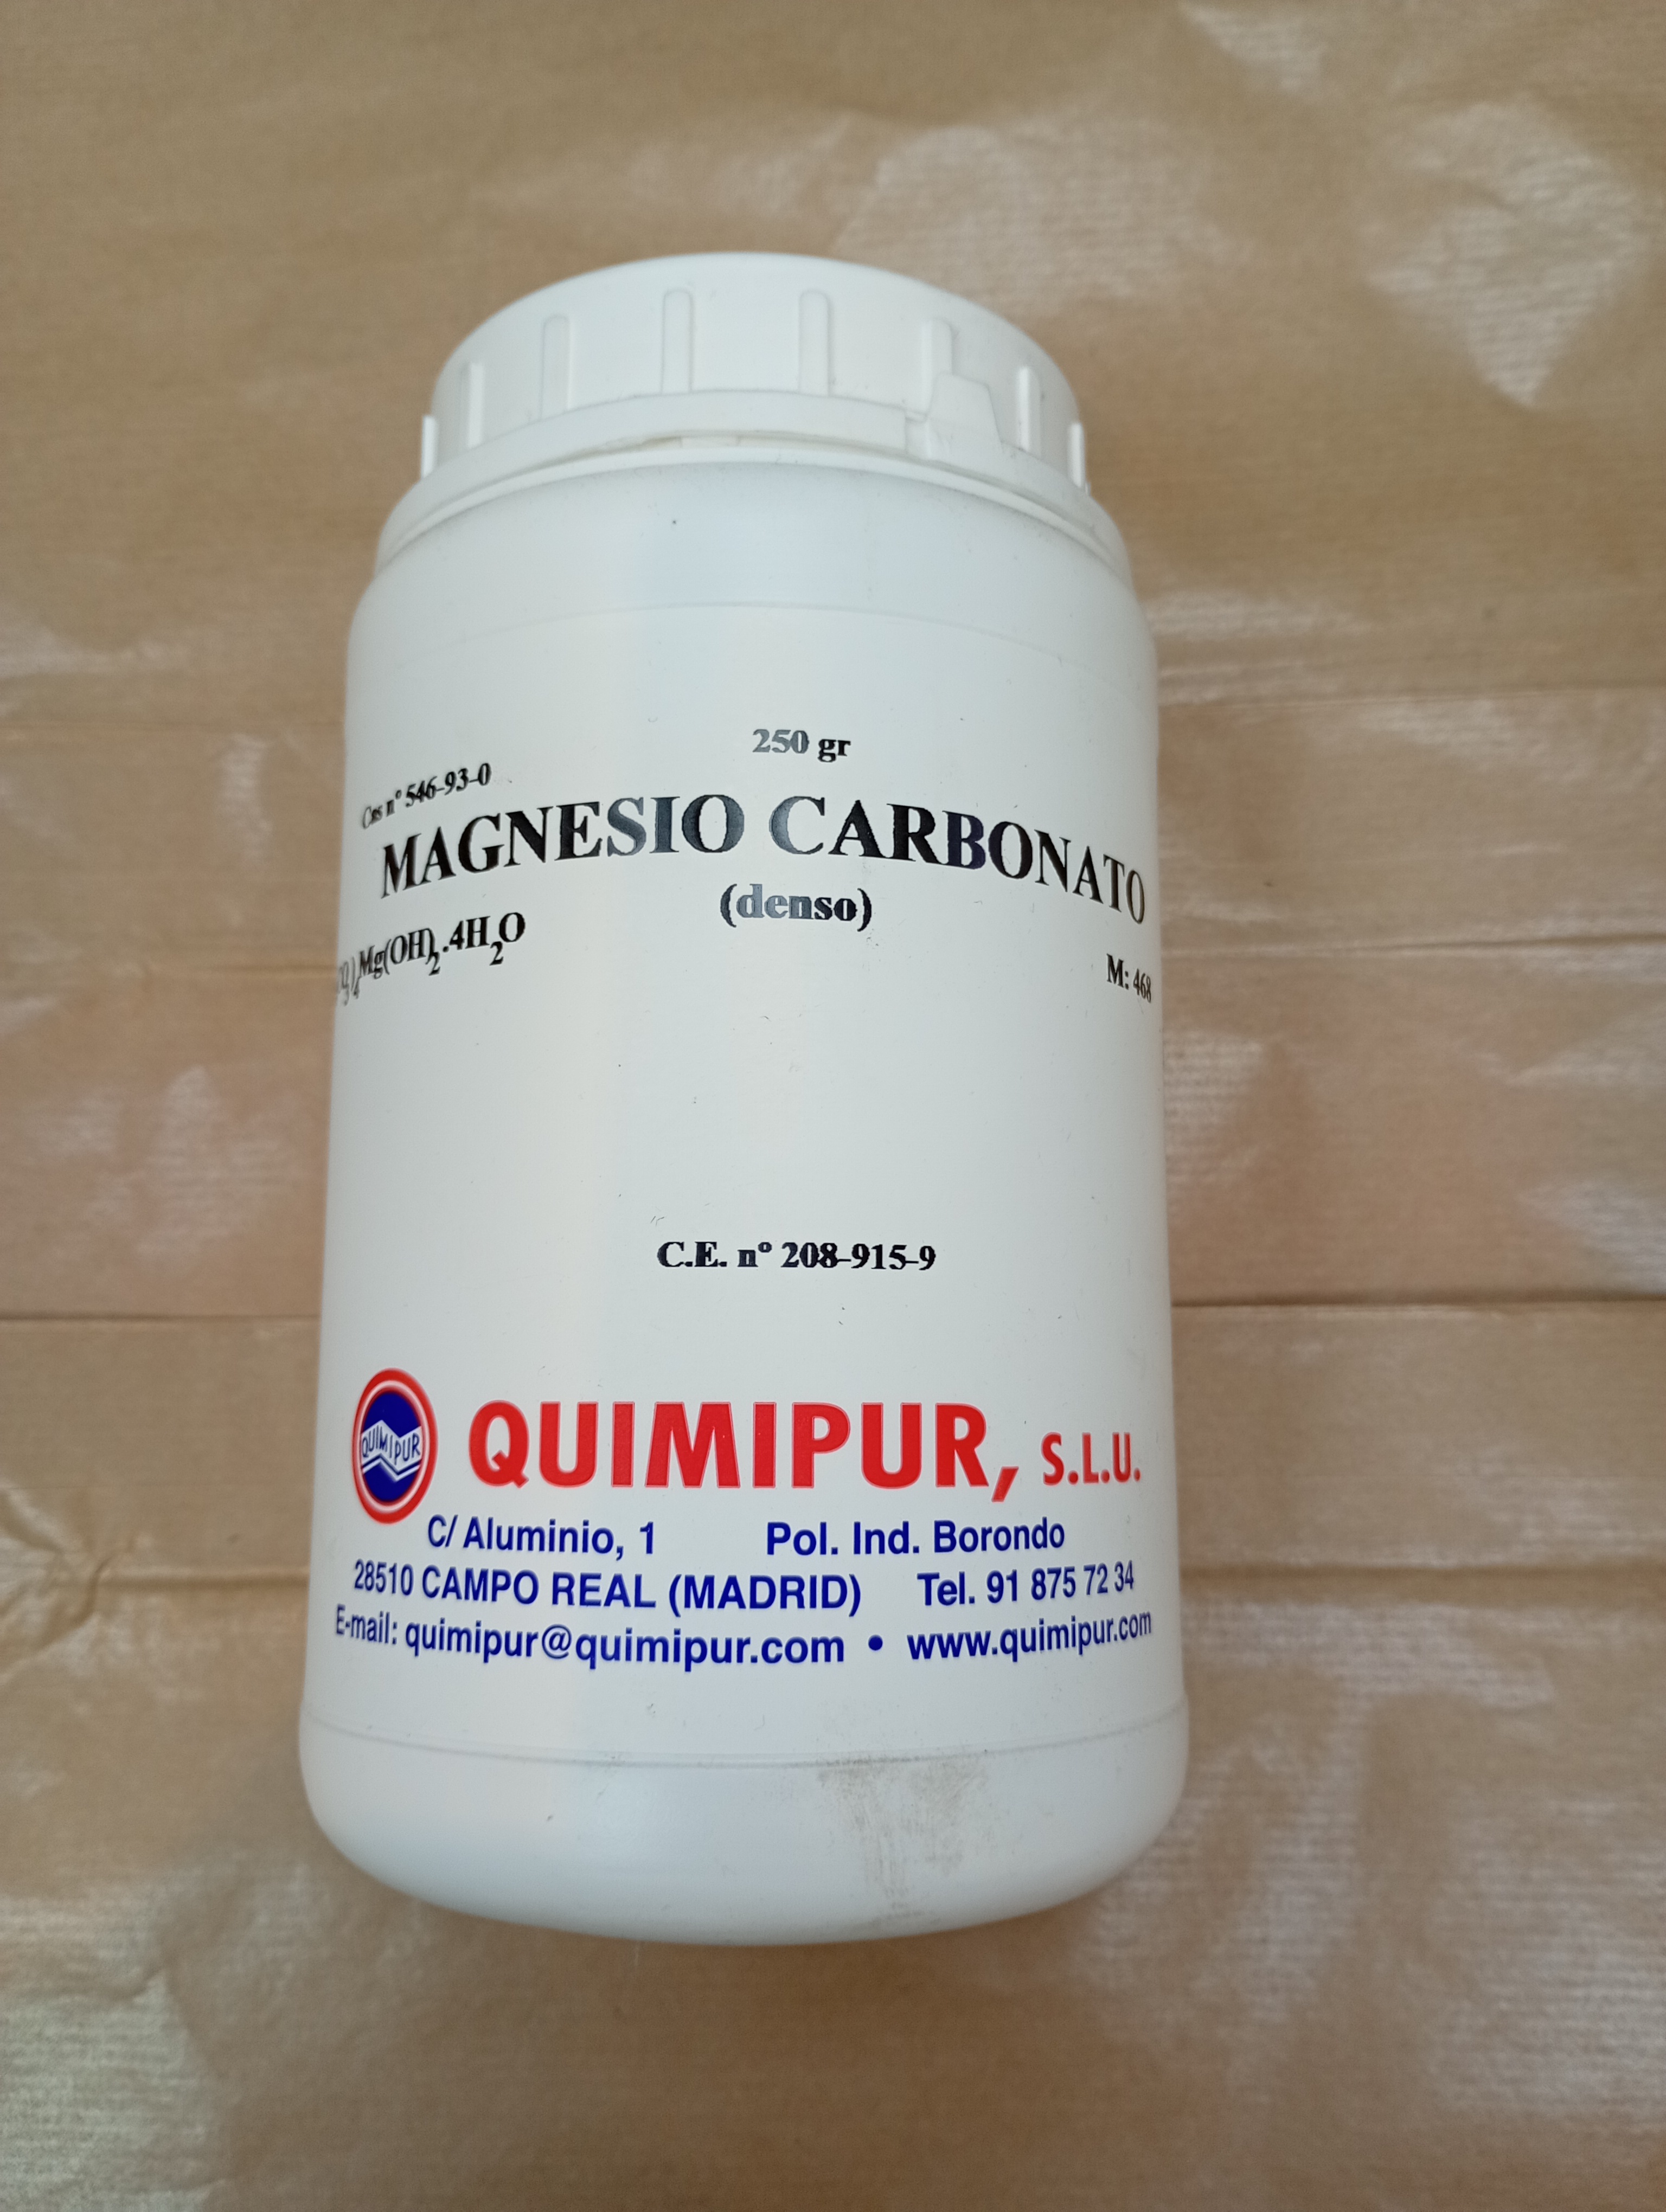 250 gr
Cas nº 546-93-0
MAGNESIO CARBONATO
(denso)
Mg(OH)2.4H2O
M: 468
C.E. nº 208-915-9
QUIMIPUR
QUIMIPUR, S.L.U.
C/ Aluminio, 1 Pol. Ind. Borondo
28510 CAMPO REAL (MADRID) Tel. 91 875 72 34
E-mail: quimipur@quimipur.com • www.quimipur.com